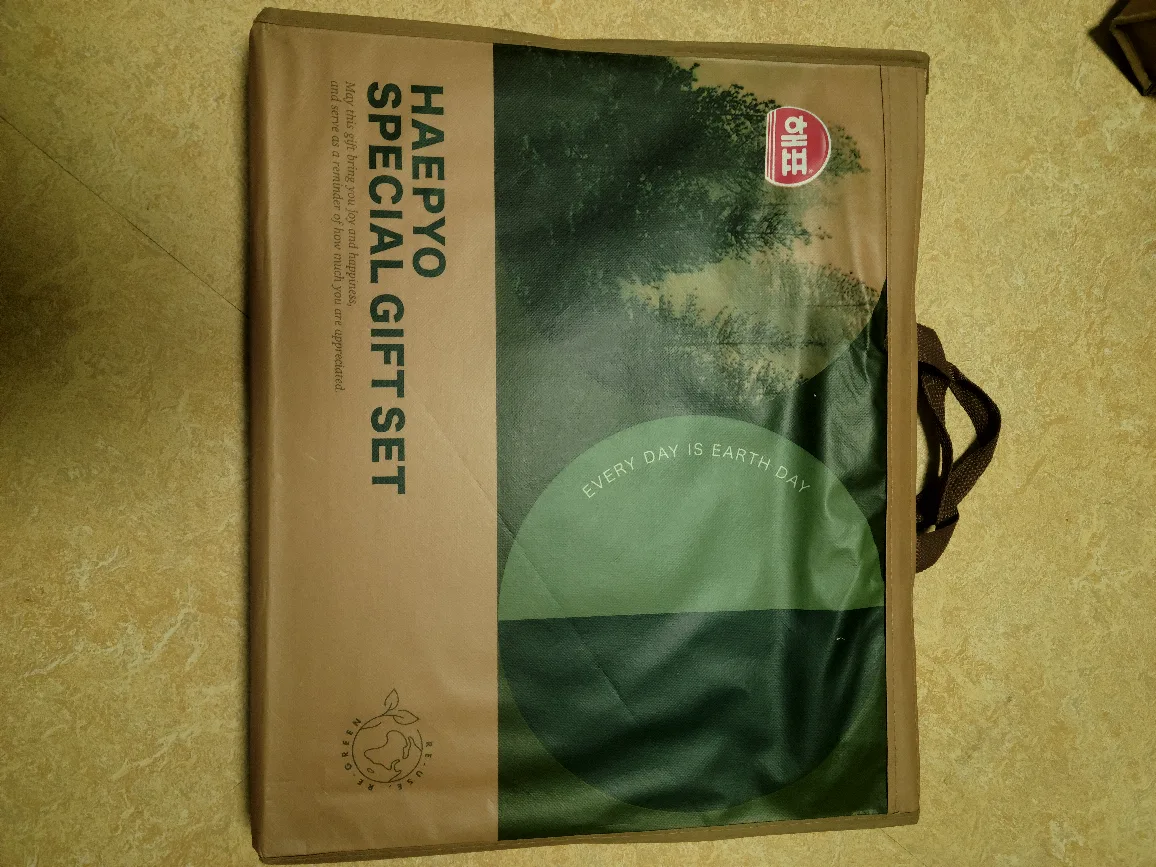 해표
EVERY DAY IS EARTH DAY
HAEPYO
SPECIAL GIFT SET
May this gift bring you joy and happiness,
and serve as a reminder of how much you are appreciated.
RE-USE·RE-GREEN